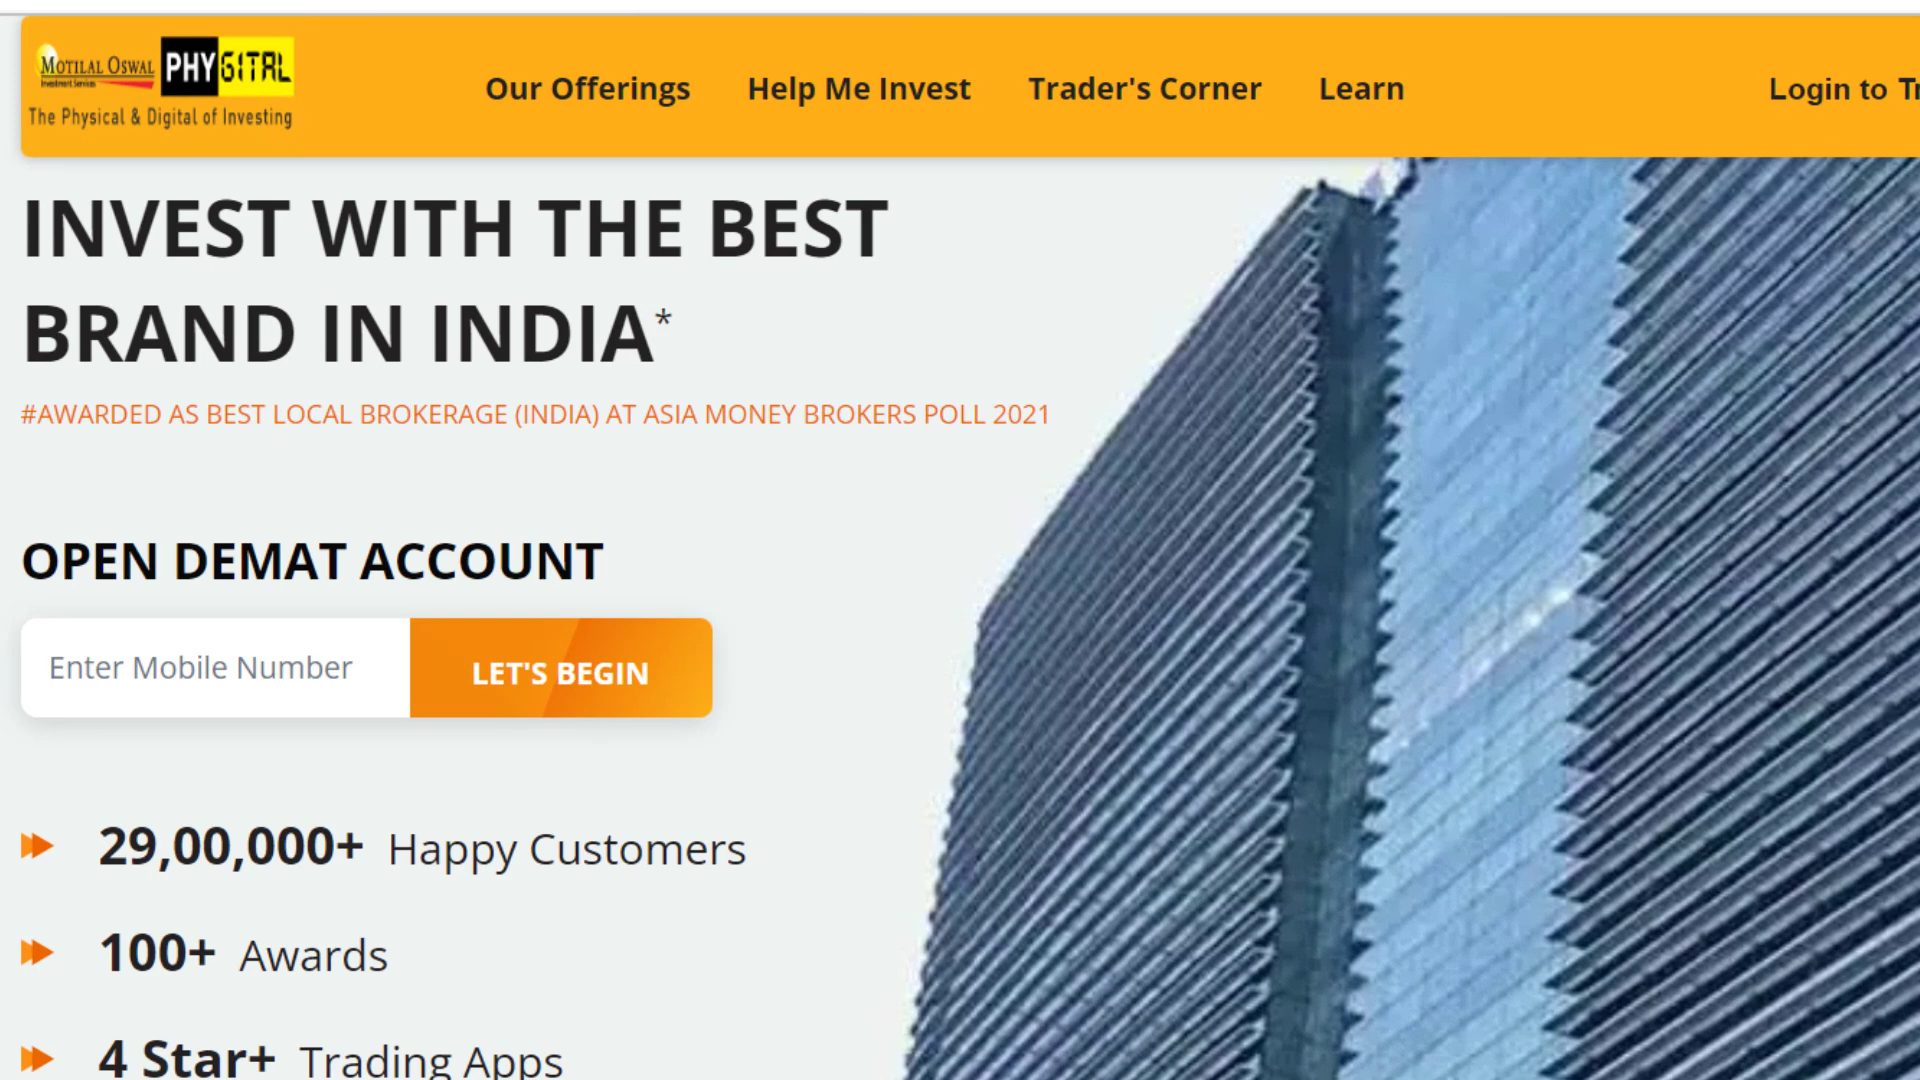 MOTILAL OSWAL PHYGITAL
Investment Services
The Physical & Digital of Investing
Our Offerings
Help Me Invest
Trader's Corner
Learn
Login to
INVEST WITH THE BEST
BRAND IN INDIA*
#AWARDED AS BEST LOCAL BROKERAGE (INDIA) AT ASIA MONEY BROKERS POLL 2021
OPEN DEMAT ACCOUNT
Enter Mobile Number
LET'S BEGIN
29,00,000+ Happy Customers
100+ Awards
4 Star+ Trading Apps